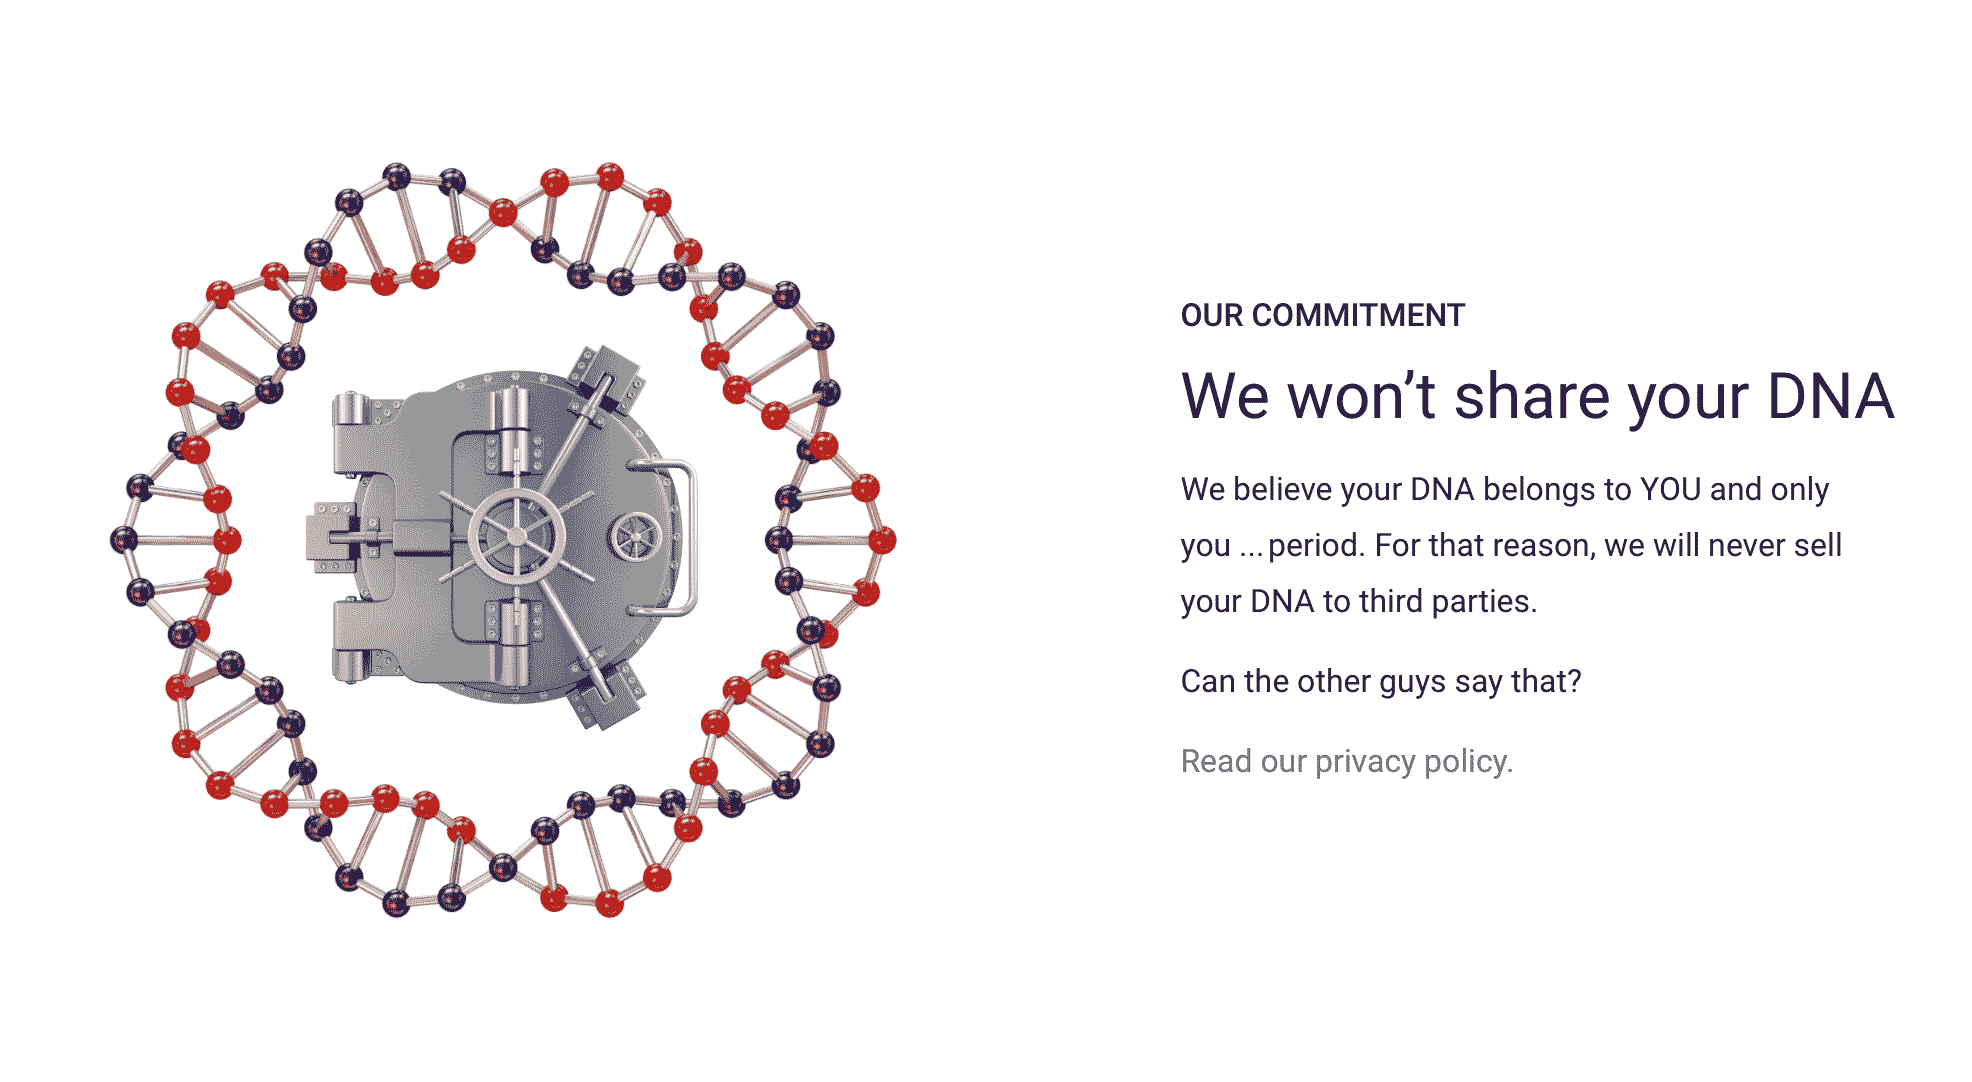 OUR COMMITMENT
We won’t share your DNA
We believe your DNA belongs to YOU and only
you ... period. For that reason, we will never sell
your DNA to third parties.
Can the other guys say that?
Read our privacy policy.